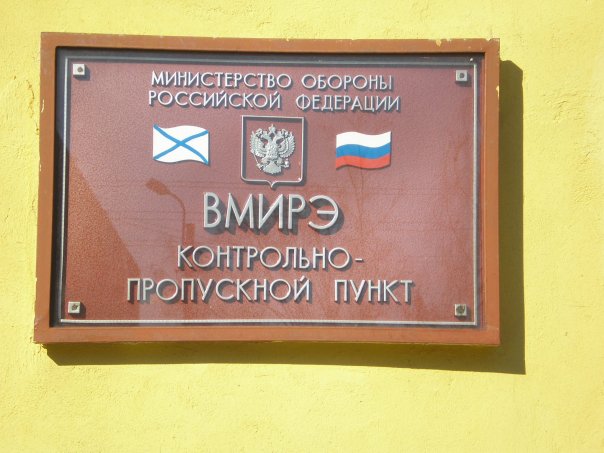 МИНИСТЕРСТВО ОБОРОНЫ
РОССИЙСКОЙ ФЕДЕРАЦИИ
ВМИРЭ
КОНТРОЛЬНО-
ПРОПУСКНОЙ ПУНКТ